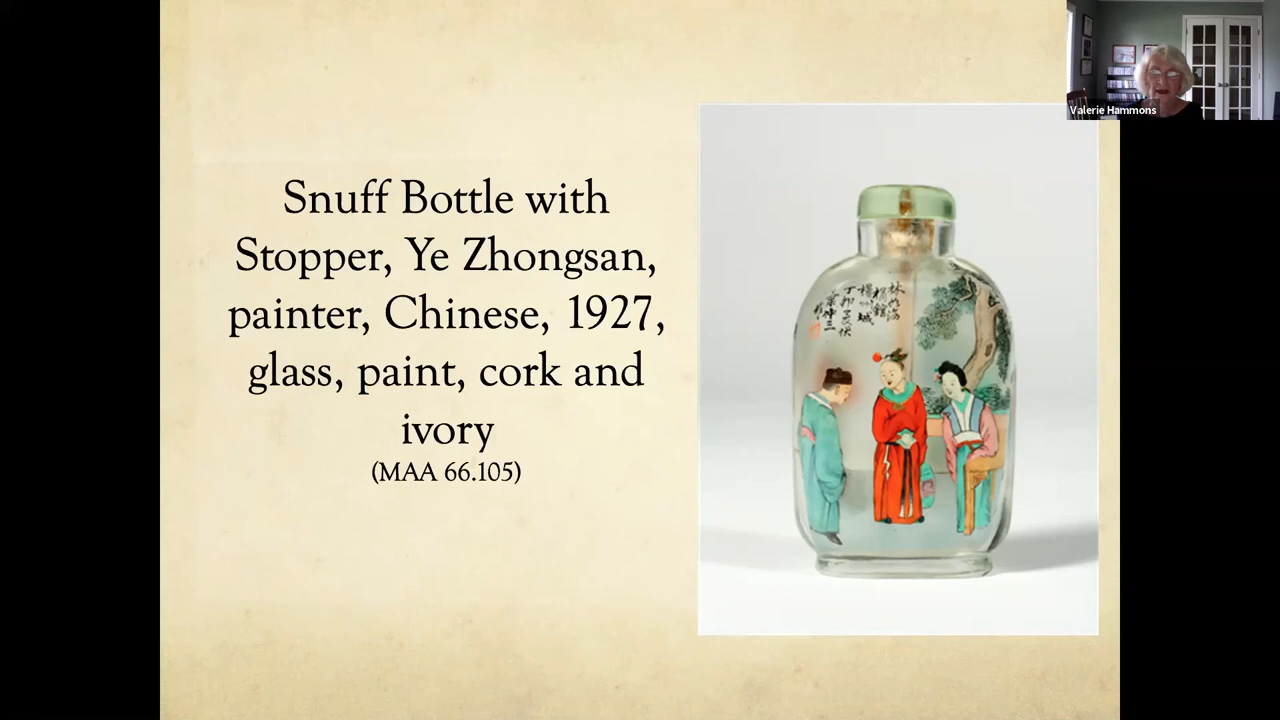 Snuff Bottle with
Stopper, Ye Zhongsan,
painter, Chinese, 1927,
glass, paint, cork and
ivory
(MAA 66.105)
Valerie Hammons